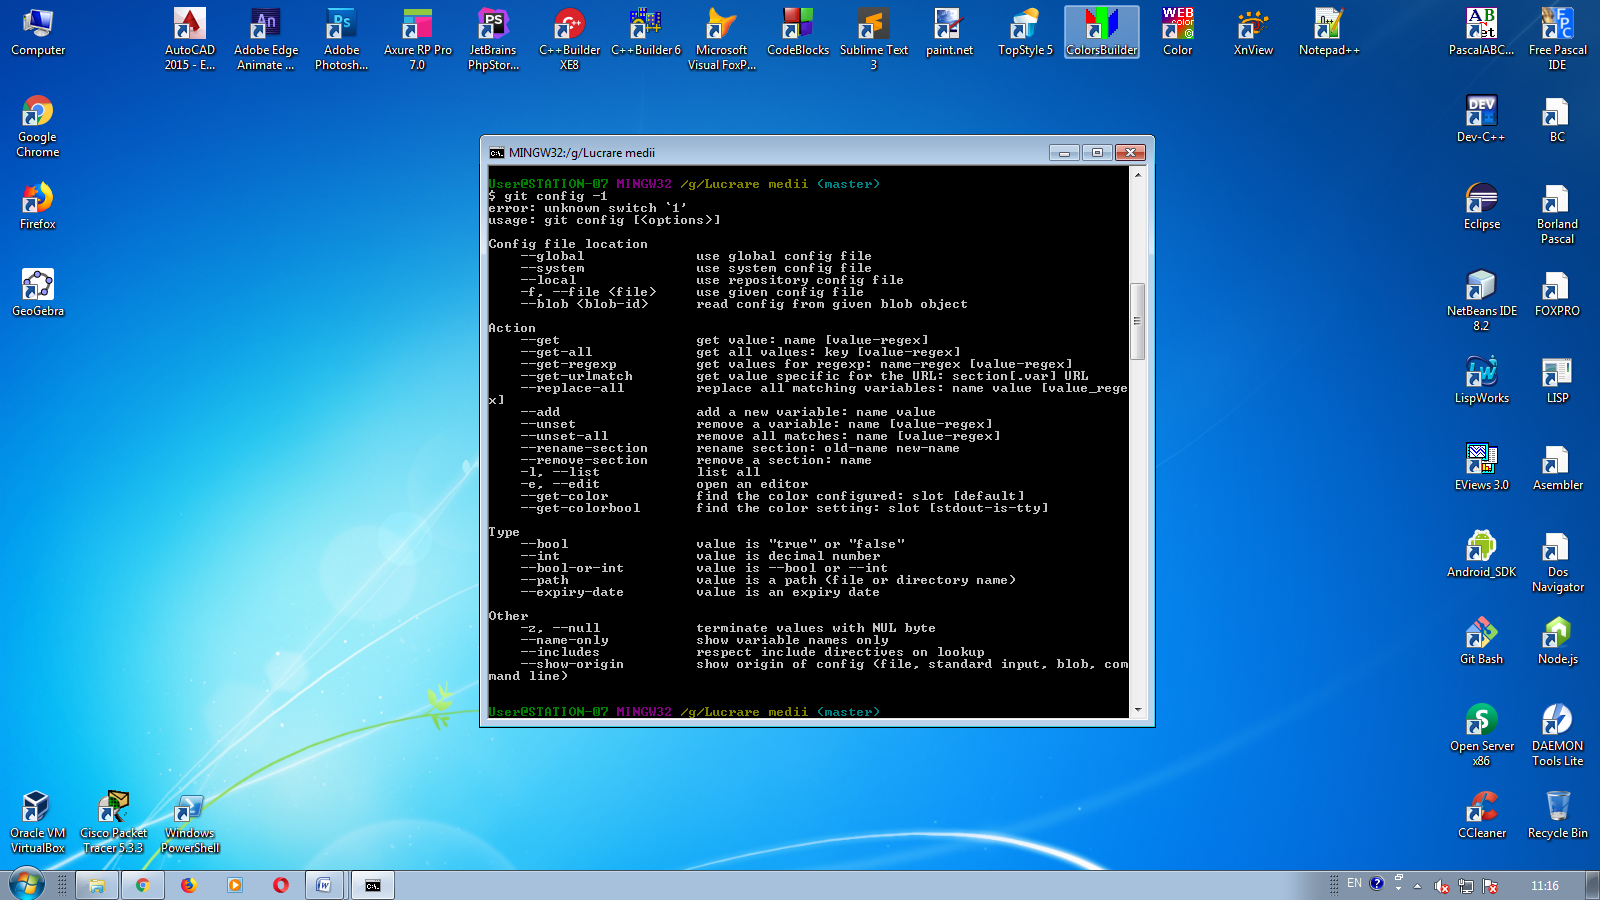 Computer
AutoCAD
2015 - E...
Adobe Edge
Animate ...
Adobe
Photosh...
Axure RP Pro
7.0
JetBrains
PhpStor...
C++Builder
XE8
C++Builder 6
Microsoft
Visual FoxP...
CodeBlocks
Sublime Text
3
paint.net
TopStyle 5
ColorsBuilder
Color
XnView
Notepad++
PascalABC...
Free Pascal
IDE
Google
Chrome
Firefox
GeoGebra
Dev-C++
BC
Eclipse
Borland
Pascal
NetBeans IDE
8.2
FOXPRO
LispWorks
LISP
EViews 3.0
Asembler
Android_SDK
Dos
Navigator
Git Bash
Node.js
Open Server
x86
DAEMON
Tools Lite
CCleaner
Recycle Bin
Oracle VM
VirtualBox
Cisco Packet
Tracer 5.3.3
Windows
PowerShell
MINGW32:/g/Lucrare medii
User@STATION-07 MINGW32 /g/Lucrare medii (master)
$ git config -1
error: unknown switch `1'
usage: git config [<options>]
Config file location
--global use global config file
--system use system config file
--local use repository config file
-f, --file <file> use given config file
--blob <blob-id> read config from given blob object
Action
--get get value: name [value-regex]
--get-all get all values: key [value-regex]
--get-regexp get values for regexp: name-regex [value-regex]
--get-urlmatch get value specific for the URL: section[.var] URL
--replace-all replace all matching variables: name value [value_rege
x]
--add add a new variable: name value
--unset remove a variable: name [value-regex]
--unset-all remove all matches: name [value-regex]
--rename-section rename section: old-name new-name
--remove-section remove a section: name
-l, --list list all
-e, --edit open an editor
--get-color find the color configured: slot [default]
--get-colorbool find the color setting: slot [stdout-is-tty]
Type
--bool value is "true" or "false"
--int value is decimal number
--bool-or-int value is --bool or --int
--path value is a path (file or directory name)
--expiry-date value is an expiry date
Other
-z, --null terminate values with NUL byte
--name-only show variable names only
--includes respect include directives on lookup
--show-origin show origin of config (file, standard input, blob, com
mand line)
User@STATION-07 MINGW32 /g/Lucrare medii (master)
EN
11:16